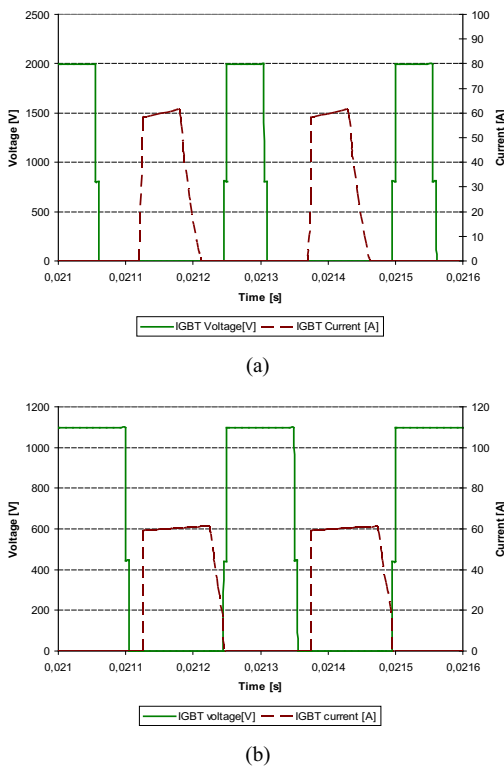 2500
2000
1500
1000
500
0
Voltage [V]
100
90
80
70
60
50
40
30
20
10
0
Current [A]
0,021 0,0211 0,0212 0,0213 0,0214 0,0215 0,0216
Time [s]
IGBT Voltage[V] IGBT Current [A]
(a)
1200
1000
800
600
400
200
0
Voltage [V]
120
100
80
60
40
20
0
Current [A]
0,021 0,0211 0,0212 0,0213 0,0214 0,0215 0,0216
Time [s]
IGBT voltage[V] IGBT current [A]
(b)